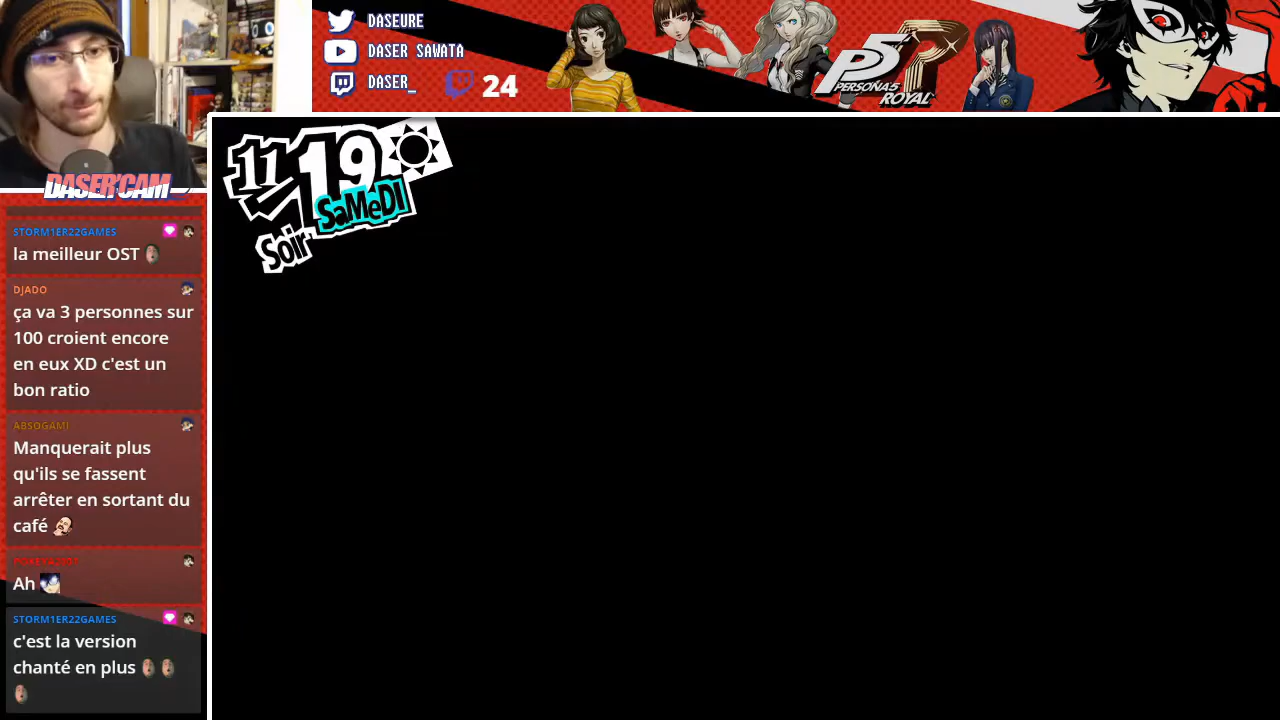 DASEURE
DASER SAWATA
DASER_
24
P5R
PERSONA5
ROYAL
11/19
SaMeDI
Soir
DASER'CAM
STORM1ER22GAMES
la meilleur OST
DJADO
ça va 3 personnes sur
100 croient encore
en eux XD c'est un
bon ratio
ABSOGAMI
Manquerait plus
qu'ils se fassent
arrêter en sortant du
café
Ah
STORM1ER22GAMES
c'est la version
chanté en plus